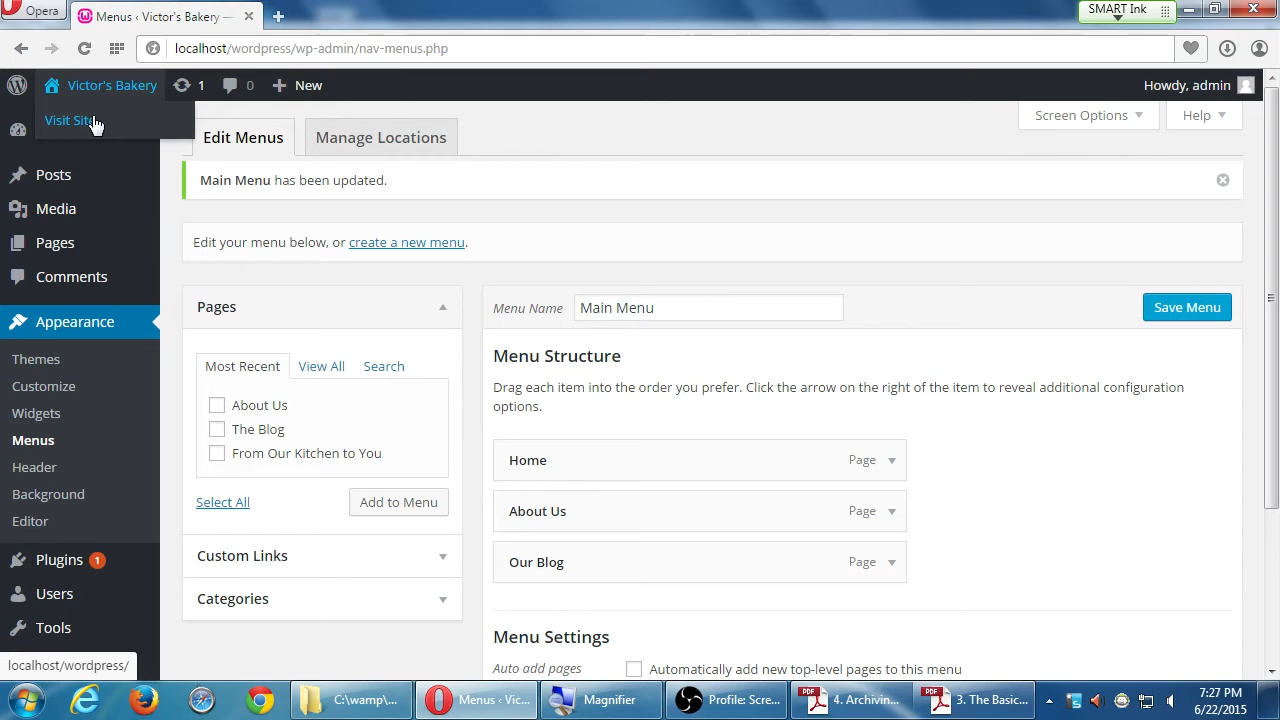 Opera
Menus ‹ Victor's Bakery —
SMART Ink
localhost/wordpress/wp-admin/nav-menus.php
Victor's Bakery
1
0
New
Howdy, admin
Visit Site
Screen Options
Help
Edit Menus
Manage Locations
Main Menu has been updated.
Edit your menu below, or create a new menu.
Posts
Media
Pages
Comments
Appearance
Themes
Customize
Widgets
Menus
Header
Background
Editor
Plugins 1
Users
Tools
localhost/wordpress/
Pages
Most Recent
View All
Search
About Us
The Blog
From Our Kitchen to You
Select All
Add to Menu
Custom Links
Categories
Menu Name
Main Menu
Save Menu
Menu Structure
Drag each item into the order you prefer. Click the arrow on the right of the item to reveal additional configuration
options.
Home
Page
About Us
Page
Our Blog
Page
Menu Settings
Auto add pages
Automatically add new top-level pages to this menu
C:\wamp\...
Menus ‹ Vic...
Magnifier
Profile: Scre...
PDF
4. Archivin...
PDF
3. The Basic...
7:27 PM
6/22/2015